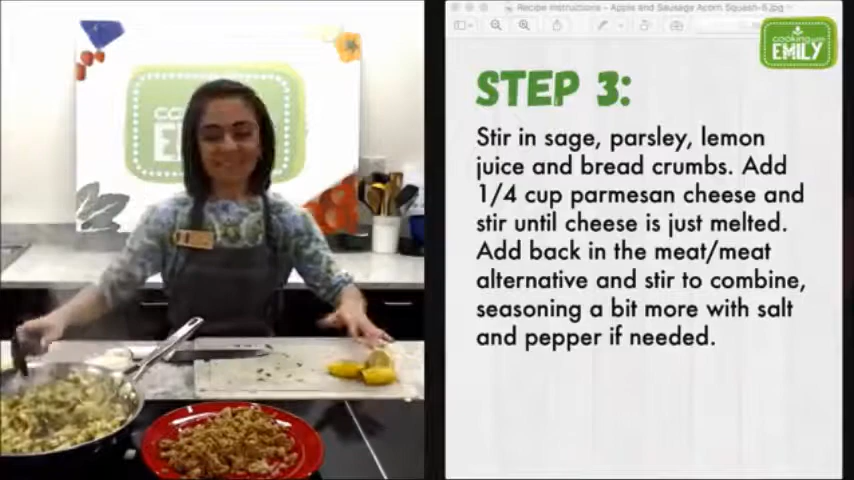 Recipe Instructions - Apples and Sausage Acorn Squash-6.jpg
cooking with
EMILY
STEP 3:
Stir in sage, parsley, lemon
juice and bread crumbs. Add
1/4 cup parmesan cheese and
stir until cheese is just melted.
Add back in the meat/meat
alternative and stir to combine,
seasoning a bit more with salt
and pepper if needed.